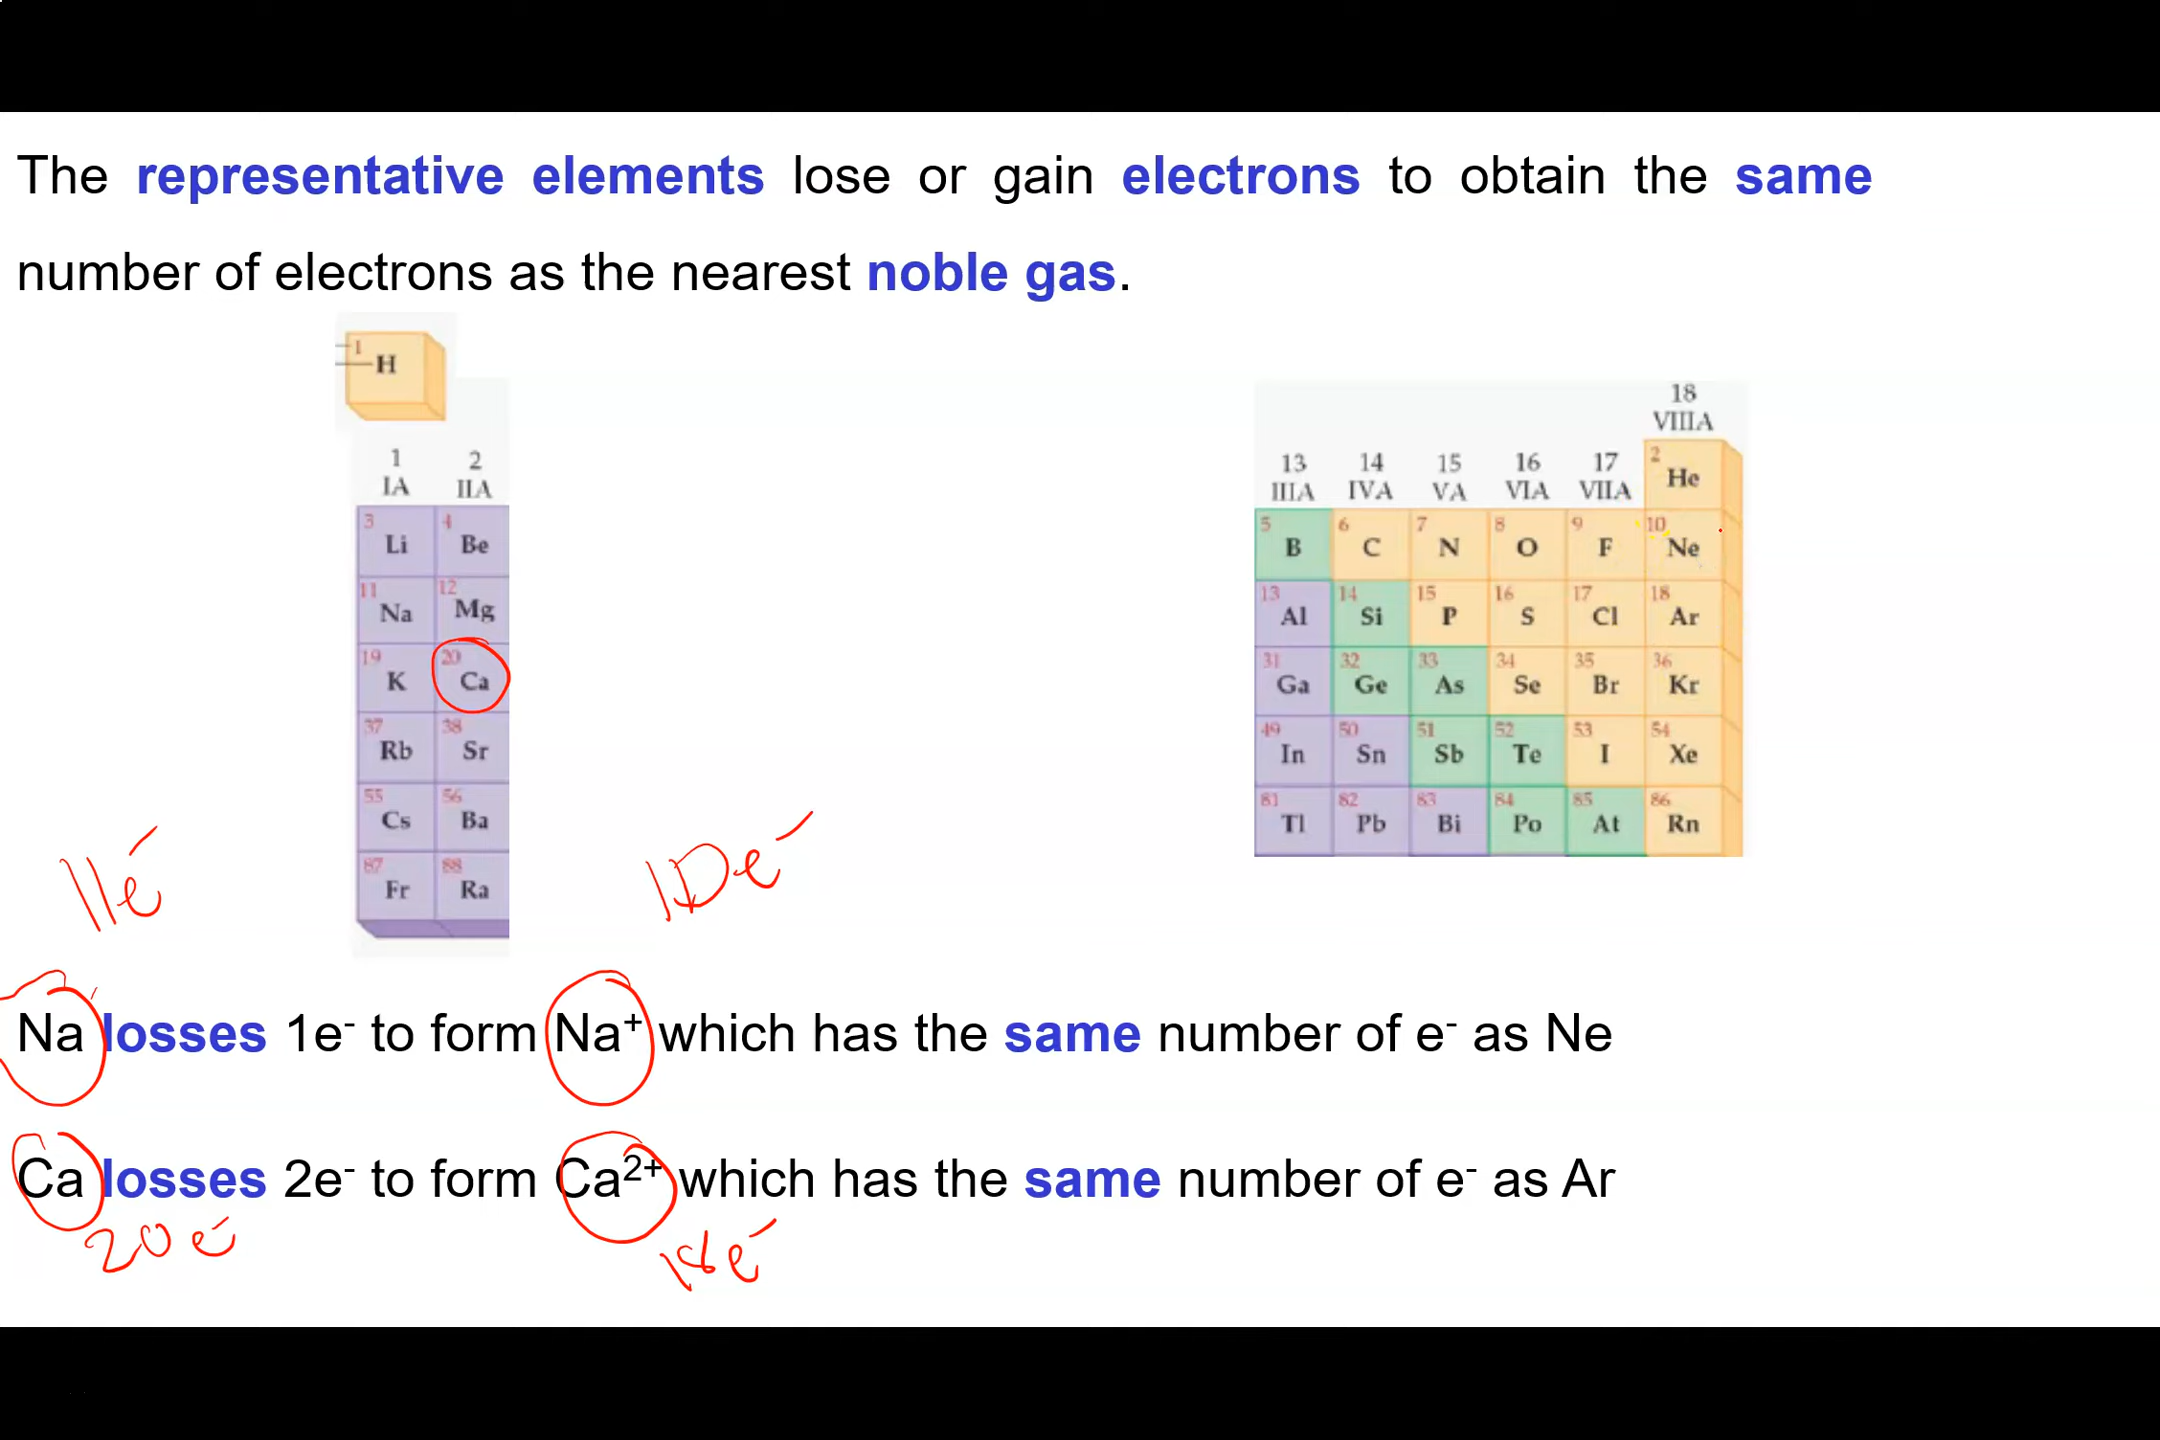 The representative elements lose or gain electrons to obtain the same
number of electrons as the nearest noble gas.
1
H
18
VIIIA
1 2
IA IIA
13 14 15 16 17
IIIA IVA VA VIA VIIA
2
He
3 4
Li Be
5 6 7 8 9 10
B C N O F Ne
11 12
Na Mg
13 14 15 16 17 18
Al Si P S Cl Ar
19 20
K Ca
31 32 33 34 35 36
Ga Ge As Se Br Kr
37 38
Rb Sr
49 50 51 52 53 54
In Sn Sb Te I Xe
55 56
Cs Ba
81 82 83 84 85 86
Tl Pb Bi Po At Rn
87 88
Fr Ra
11e⁻ 10e⁻
Na losses 1e⁻ to form Na⁺ which has the same number of e⁻ as Ne
Ca losses 2e⁻ to form Ca²⁺ which has the same number of e⁻ as Ar
20e⁻ 18e⁻